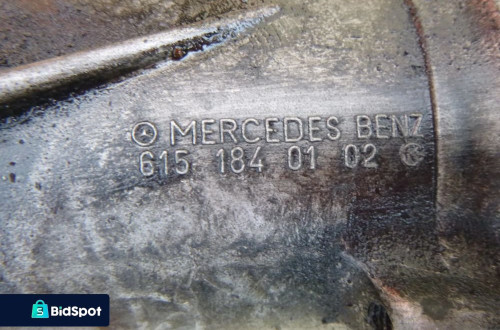 MERCEDES BENZ
615 184 01 02
BidSpot